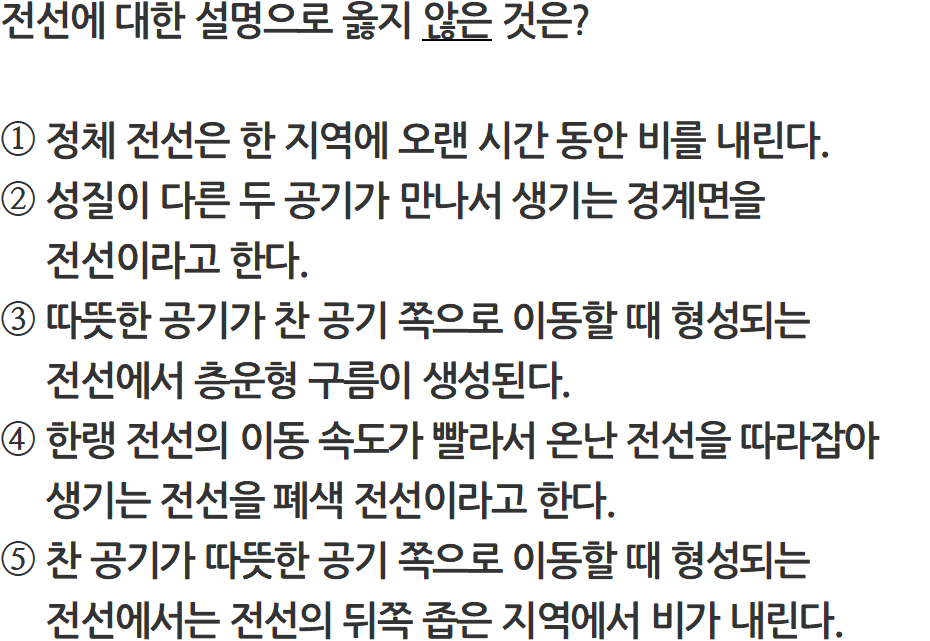 전선에 대한 설명으로 옳지 않은 것은?
① 정체 전선은 한 지역에 오랜 시간 동안 비를 내린다.
② 성질이 다른 두 공기가 만나서 생기는 경계면을
전선이라고 한다.
③ 따뜻한 공기가 찬 공기 쪽으로 이동할 때 형성되는
전선에서 층운형 구름이 생성된다.
④ 한랭 전선의 이동 속도가 빨라서 온난 전선을 따라잡아
생기는 전선을 폐색 전선이라고 한다.
⑤ 찬 공기가 따뜻한 공기 쪽으로 이동할 때 형성되는
전선에서는 전선의 뒤쪽 좁은 지역에서 비가 내린다.